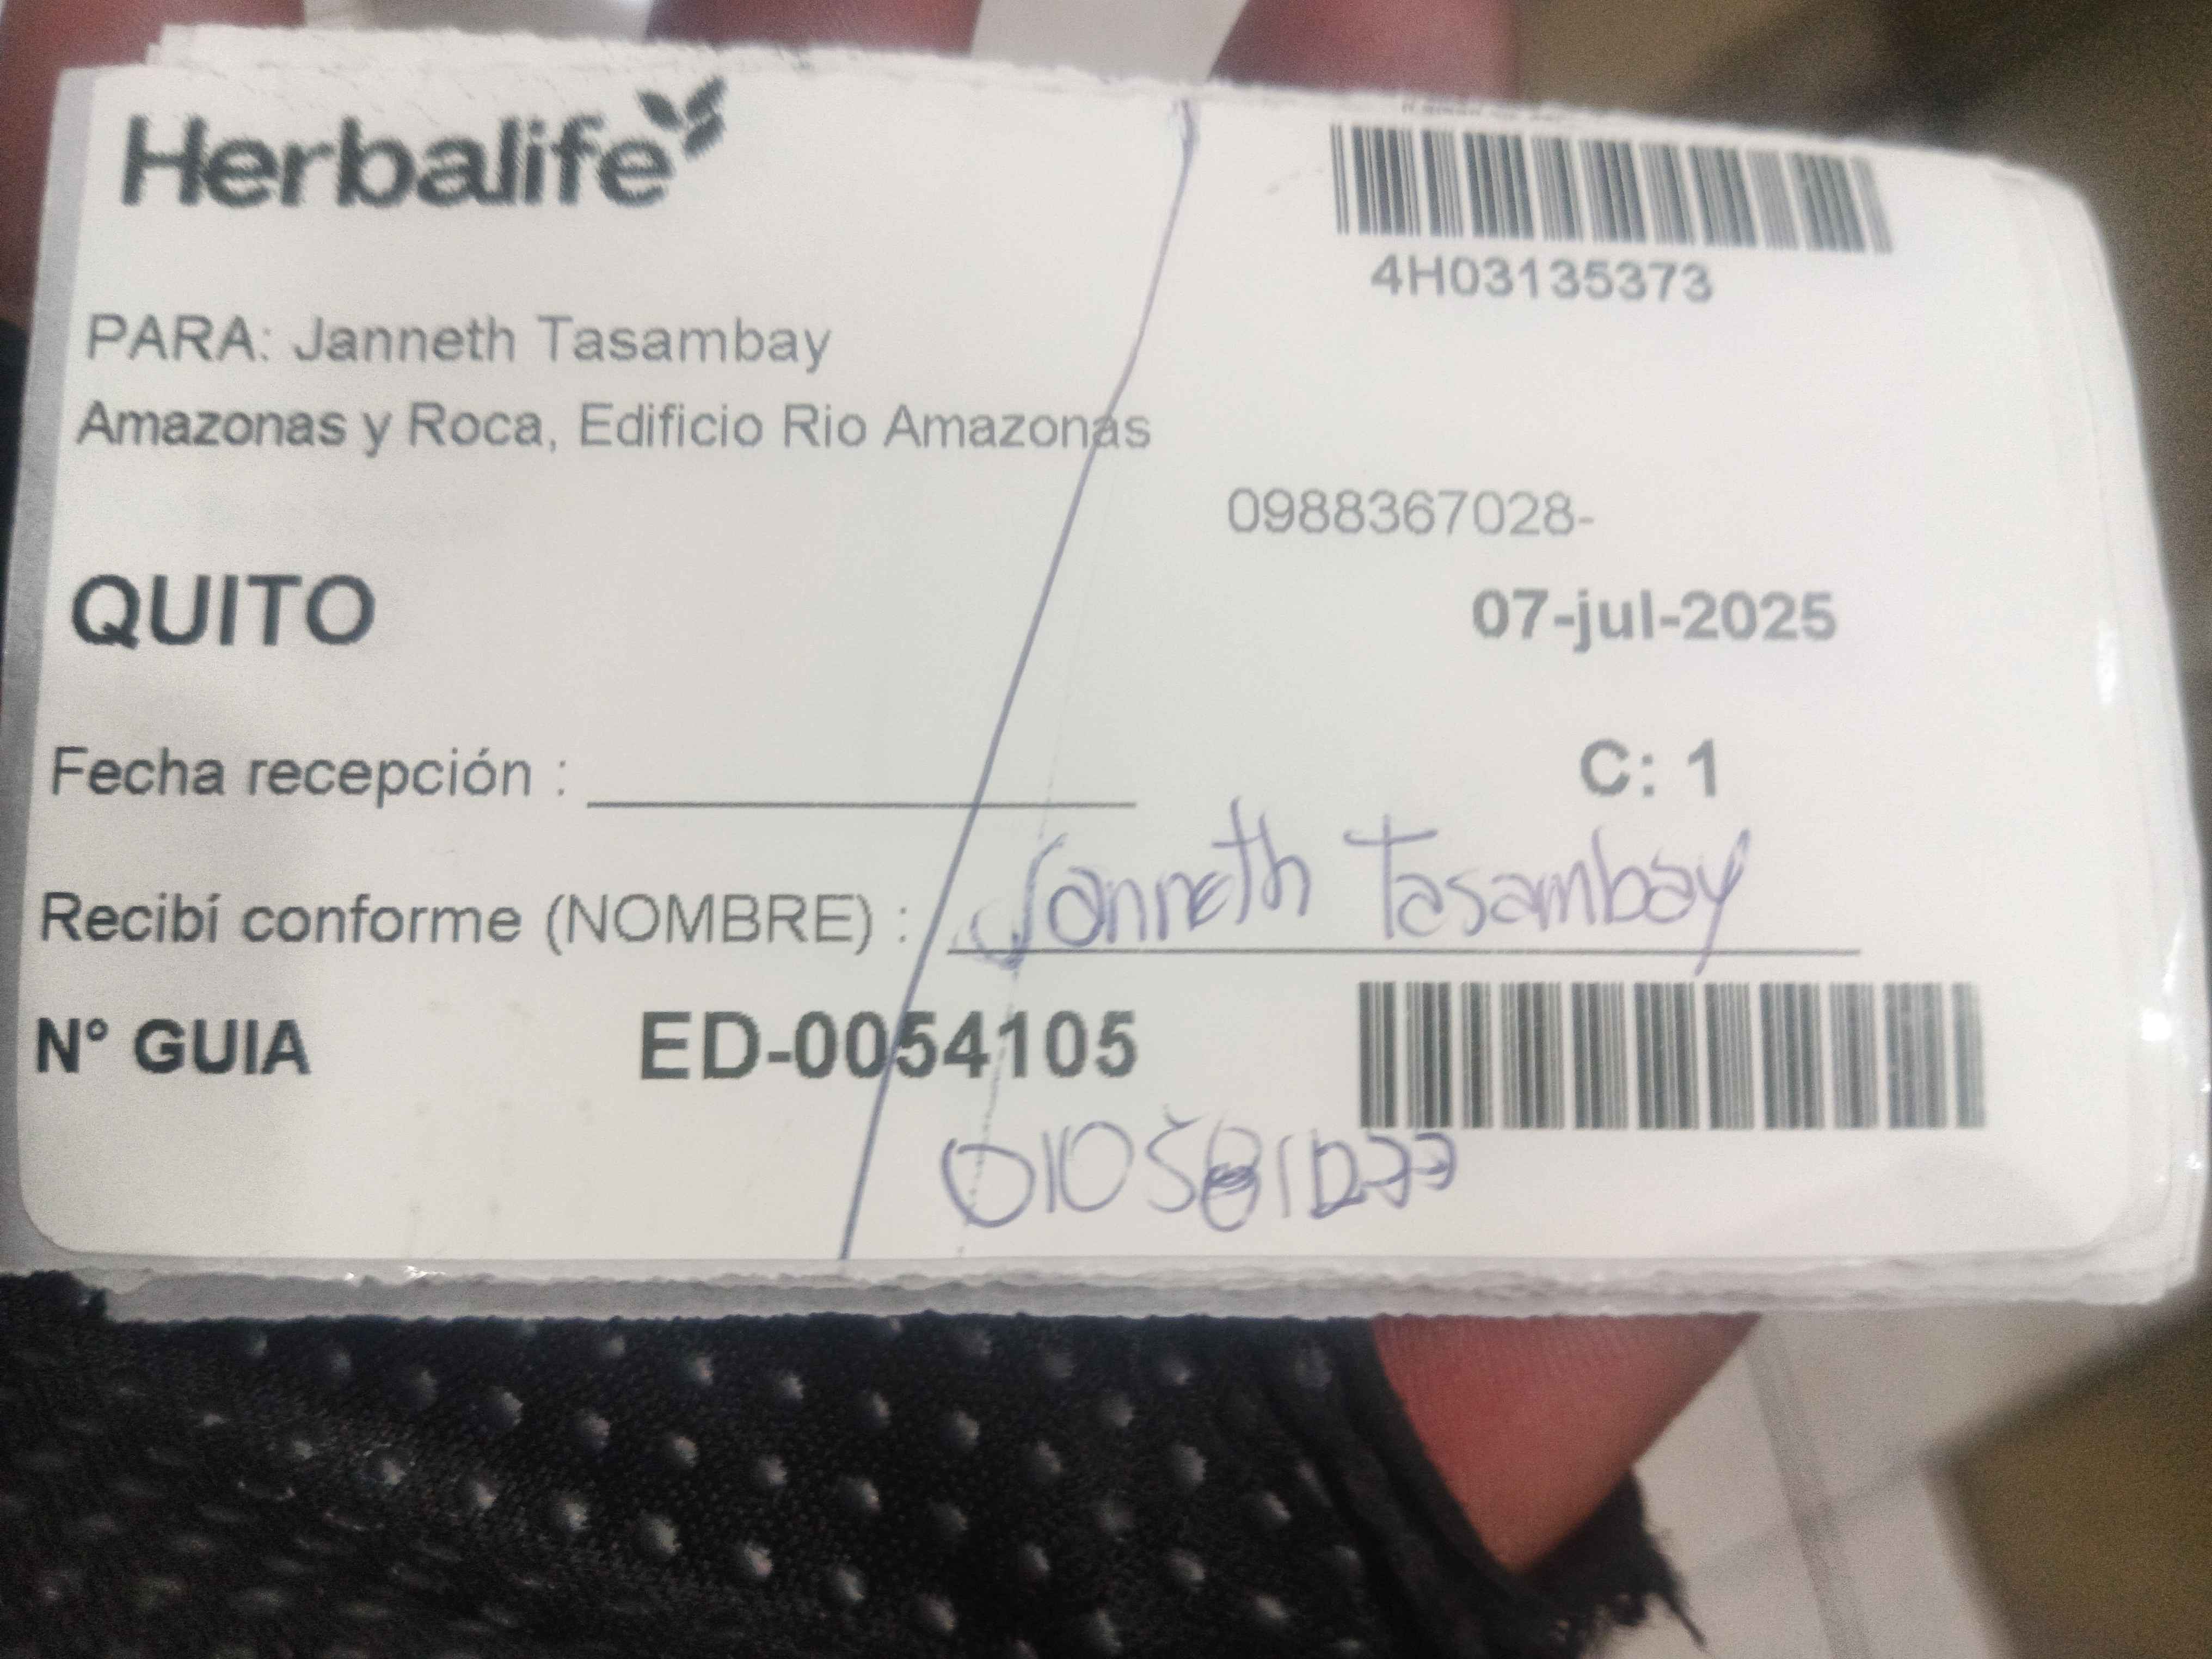 Herbalife
4H03135373
PARA: Janneth Tasambay
Amazonas y Roca, Edificio Rio Amazonas
0988367028-
QUITO
07-jul-2025
Fecha recepción :
C: 1
Recibí conforme (NOMBRE) : Janneth Tasambay
N° GUIA ED-0054105